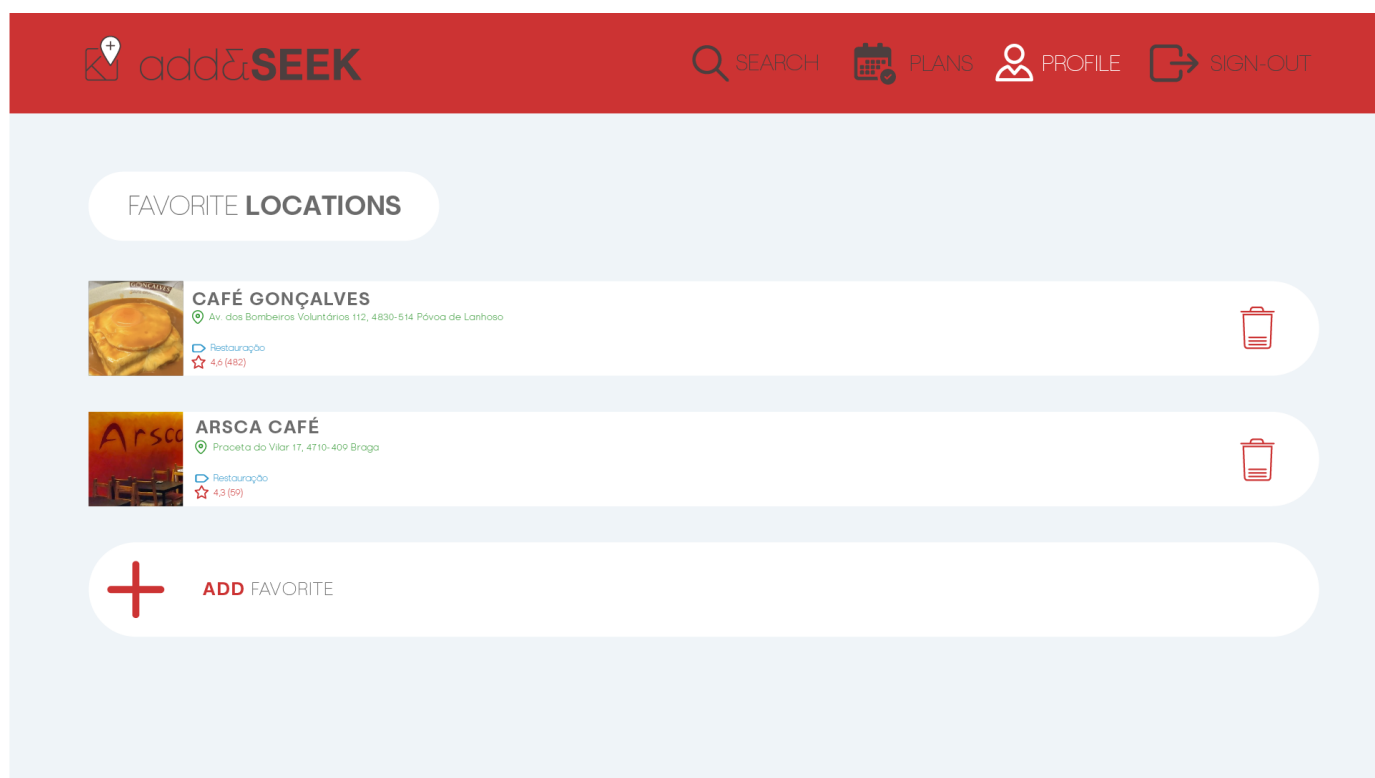 add&SEEK
SEARCH
PLANS
PROFILE
SIGN-OUT
FAVORITE LOCATIONS
GONÇALVES
CAFÉ GONÇALVES
Av. dos Bombeiros Voluntários 112, 4830-514 Póvoa de Lanhoso
Restauração
4,6 (482)
Arsca
ARSCA CAFÉ
Praceta do Vilar 17, 4710-409 Braga
Restauração
4,3 (59)
ADD FAVORITE